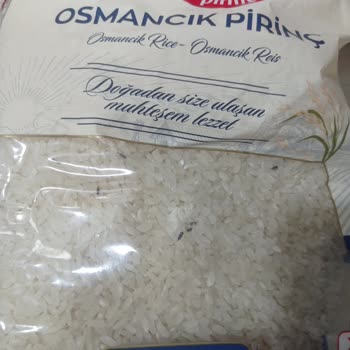 OSMANCIK PİRİNÇ
Osmancık Rice - Osmancık Reis
Doğadan size ulaşan
muhteşem lezzet